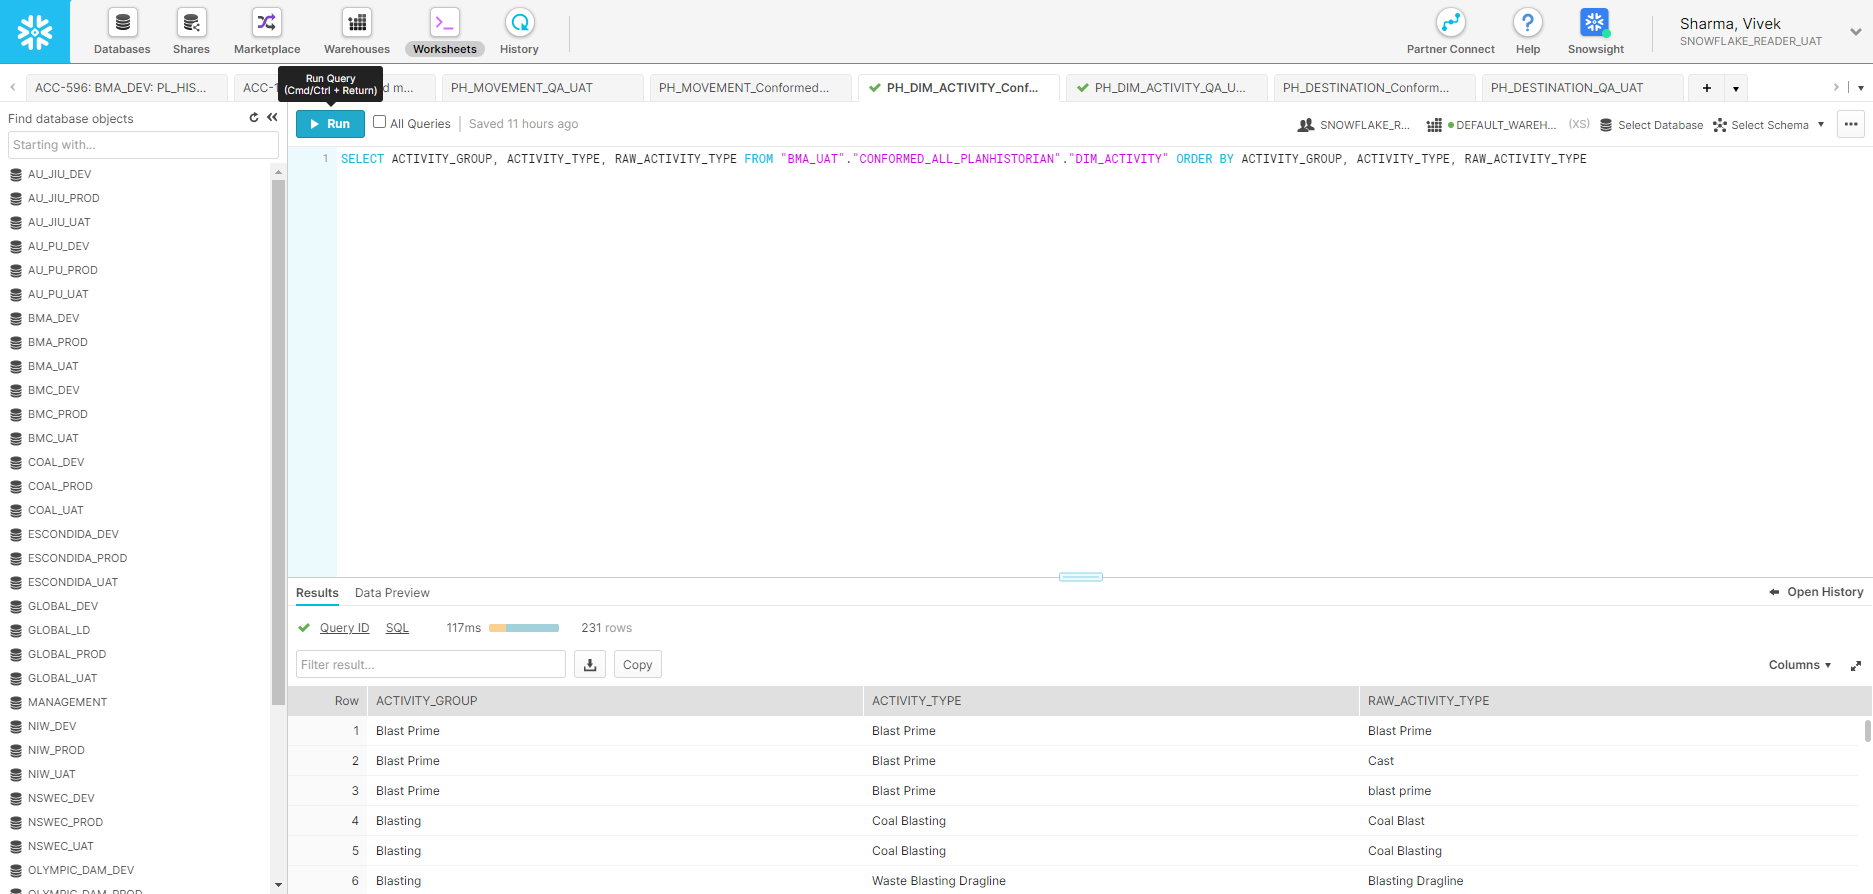 Databases
Shares
Marketplace
Warehouses
Worksheets
History
Partner Connect
Help
Snowsight
Sharma, Vivek
SNOWFLAKE_READER_UAT
ACC-596: BMA_DEV: PL_HIS...
ACC-1
d m...
Run Query
(Cmd/Ctrl + Return)
PH_MOVEMENT_QA_UAT
PH_MOVEMENT_Conformed...
PH_DIM_ACTIVITY_Conf...
PH_DIM_ACTIVITY_QA_U...
PH_DESTINATION_Conform...
PH_DESTINATION_QA_UAT
Find database objects
Starting with...
AU_JIU_DEV
AU_JIU_PROD
AU_JIU_UAT
AU_PU_DEV
AU_PU_PROD
AU_PU_UAT
BMA_DEV
BMA_PROD
BMA_UAT
BMC_DEV
BMC_PROD
BMC_UAT
COAL_DEV
COAL_PROD
COAL_UAT
ESCONDIDA_DEV
ESCONDIDA_PROD
ESCONDIDA_UAT
GLOBAL_DEV
GLOBAL_LD
GLOBAL_PROD
GLOBAL_UAT
MANAGEMENT
NIW_DEV
NIW_PROD
NIW_UAT
NSWEC_DEV
NSWEC_PROD
NSWEC_UAT
OLYMPIC_DAM_DEV
OLYMPIC_DAM_PROD
Run
All Queries
Saved 11 hours ago
SNOWFLAKE_R...
DEFAULT_WAREH...
(XS)
Select Database
Select Schema
1 SELECT ACTIVITY_GROUP, ACTIVITY_TYPE, RAW_ACTIVITY_TYPE FROM "BMA_UAT"."CONFORMED_ALL_PLANHISTORIAN"."DIM_ACTIVITY" ORDER BY ACTIVITY_GROUP, ACTIVITY_TYPE, RAW_ACTIVITY_TYPE
Results
Data Preview
Open History
Query ID
SQL
117ms
231 rows
Filter result...
Copy
Columns
Row ACTIVITY_GROUP ACTIVITY_TYPE RAW_ACTIVITY_TYPE
1 Blast Prime Blast Prime Blast Prime
2 Blast Prime Blast Prime Cast
3 Blast Prime Blast Prime blast prime
4 Blasting Coal Blasting Coal Blast
5 Blasting Coal Blasting Coal Blasting
6 Blasting Waste Blasting Dragline Blasting Dragline